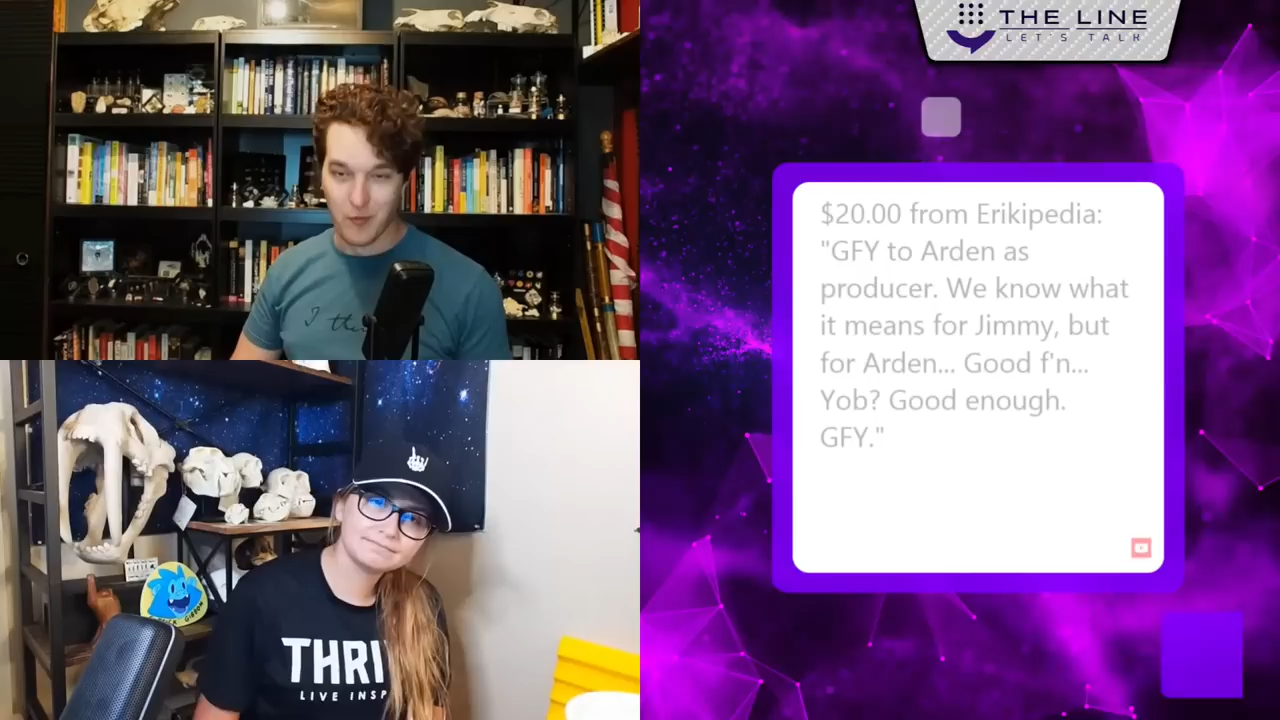 THE LINE
LET'S TALK
$20.00 from Erikipedia:
"GFY to Arden as
producer. We know what
it means for Jimmy, but
for Arden... Good f'n...
Yob? Good enough.
GFY."
I
THRI
LIVE INSP